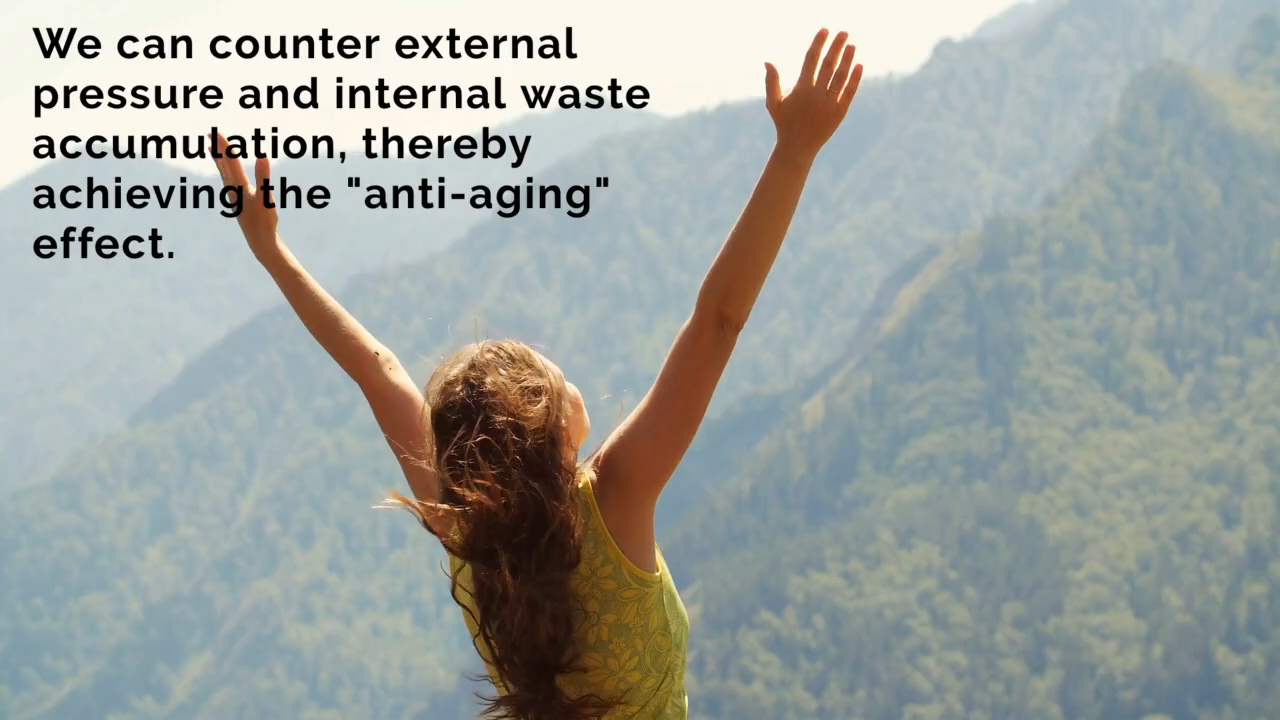 We can counter external
pressure and internal waste
accumulation, thereby
achieving the "anti-aging"
effect.